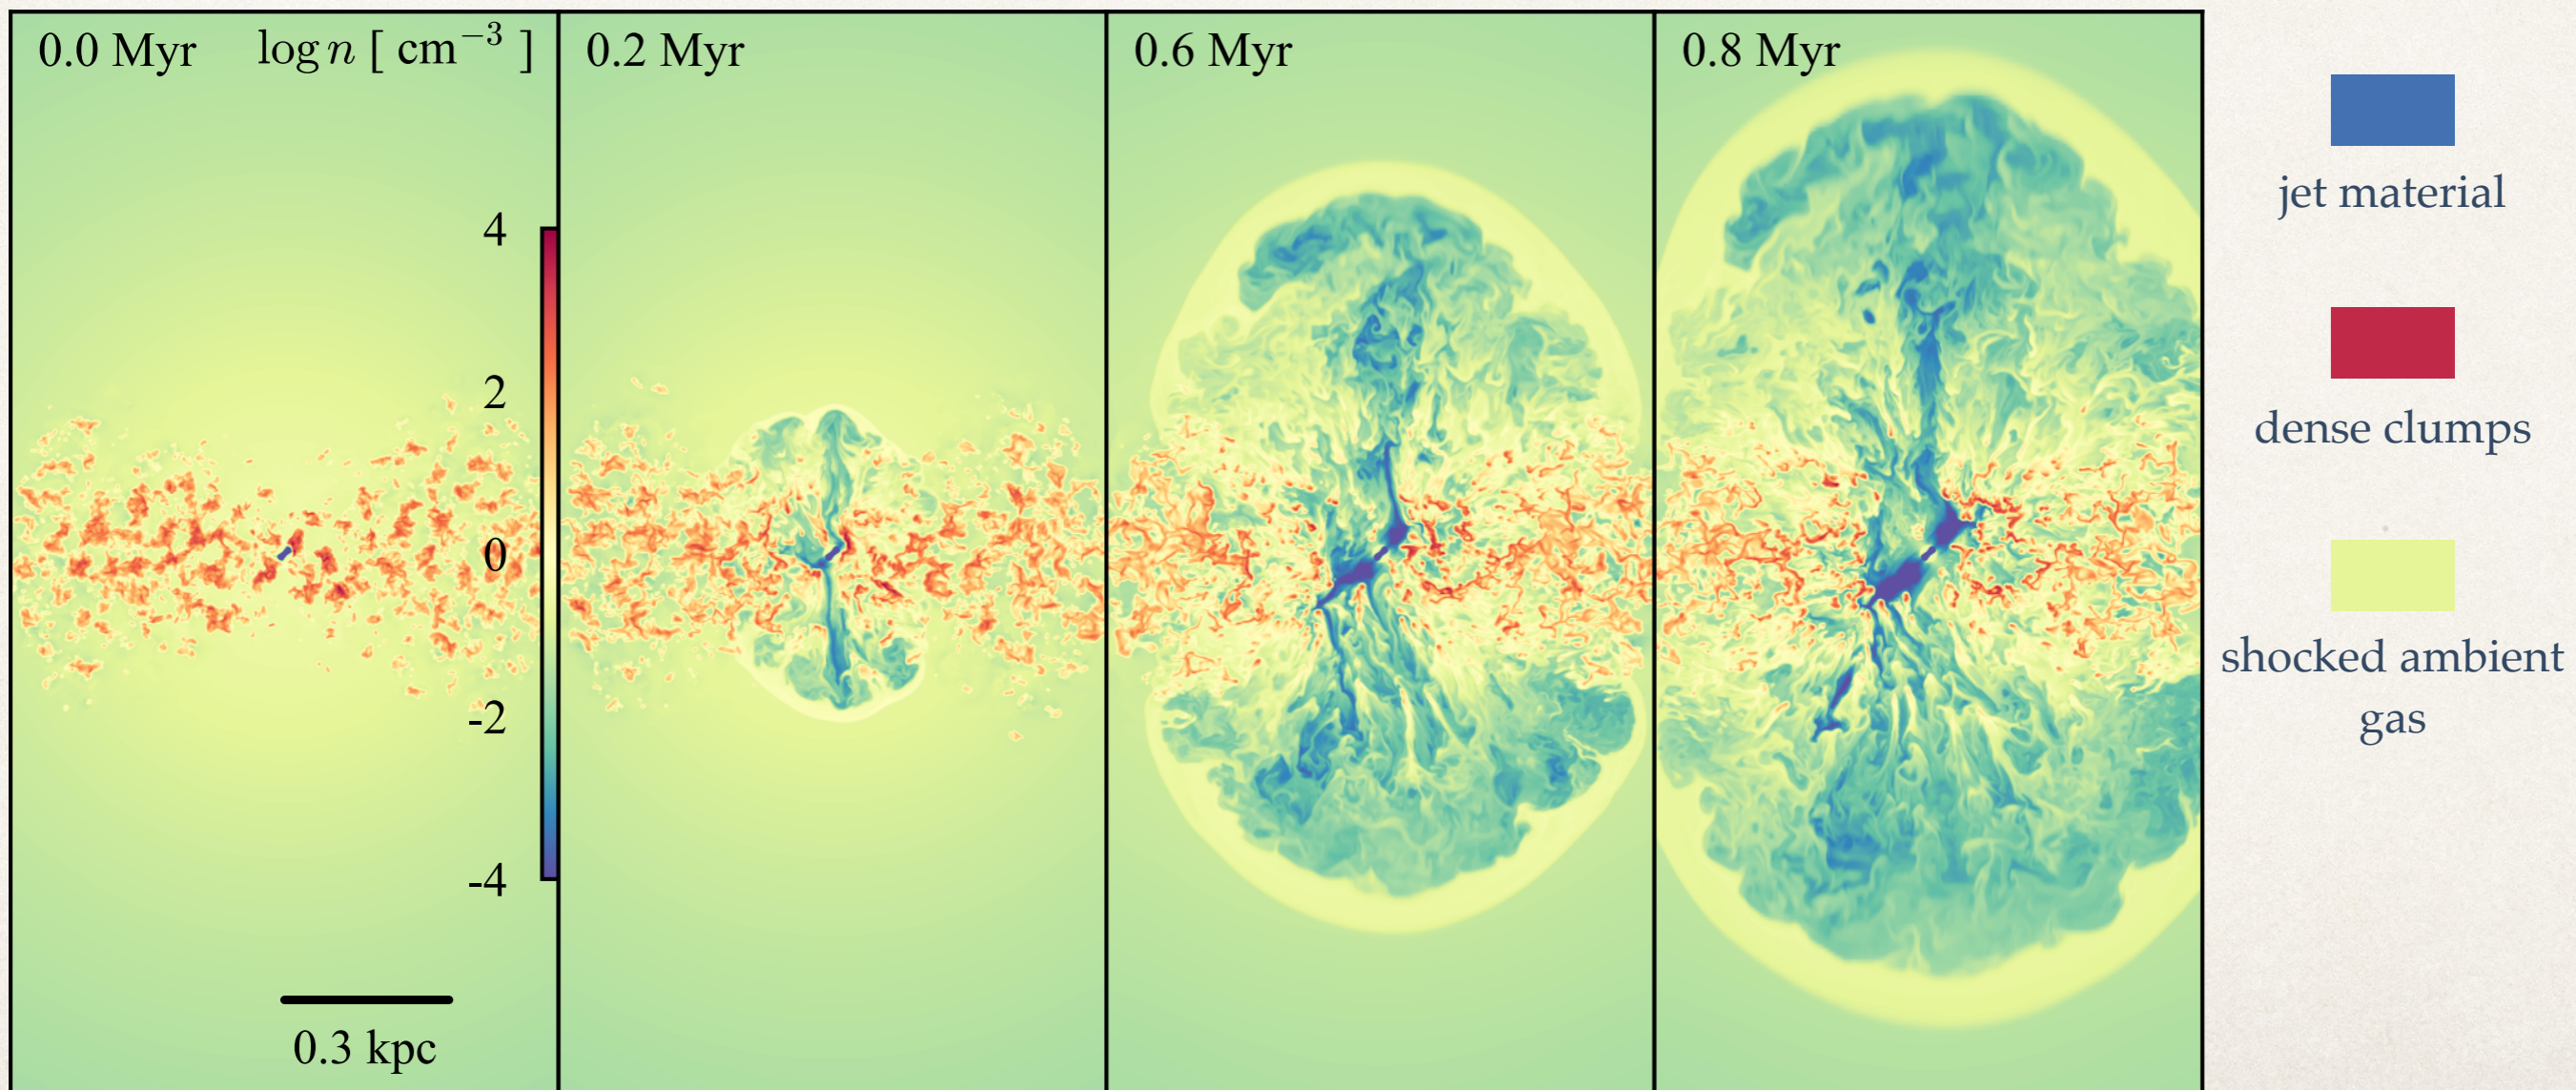 0.0 Myr
log n [ cm⁻³ ]
0.2 Myr
0.6 Myr
0.8 Myr
4
2
0
-2
-4
0.3 kpc
jet material
dense clumps
shocked ambient
gas